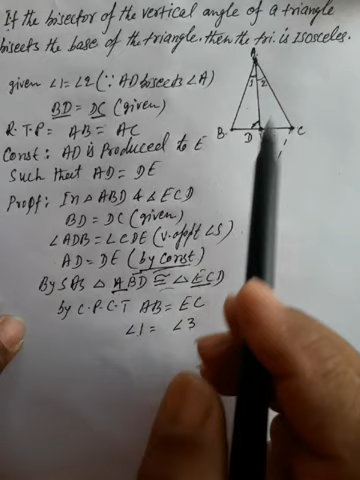 If the bisector of the vertical angle of a triangle
bisects the base of the triangle, then the tri. is Isosceles.
given ∠1 = ∠2 (∵ AD bisects ∠A)
BD = DC (given)
R.T.P = AB = AC
Const: AD is Produced to E
Such that AD = DE
Proof: In △ ABD & △ ECD
BD = DC (given)
∠ADB = ∠CDE (V. oppt ∠s)
AD = DE (by Const)
By SAS △ ABD ≅ △ ECD
by C.P.C.T AB = EC
∠1 = ∠3
A
1 2
B D C